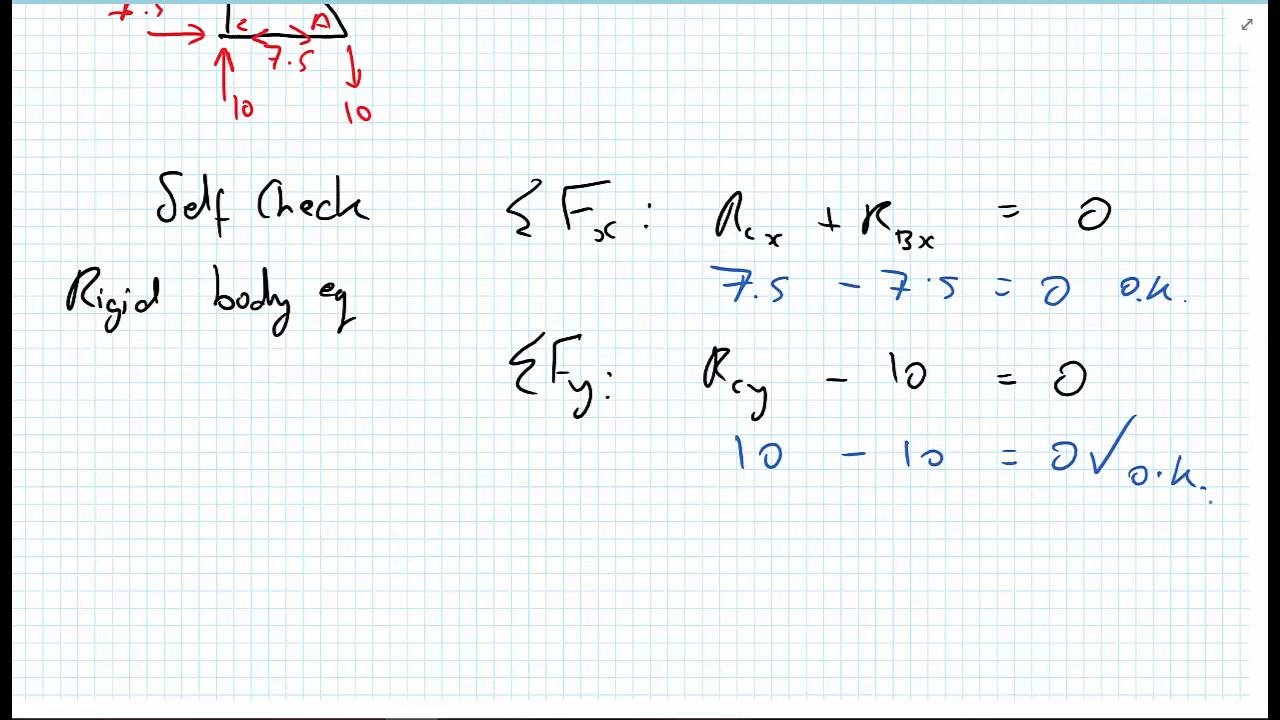 7.5
C A
7.5
10 10
Self Check ΣFx: Rcx + RBx = 0
7.5 - 7.5 = 0 o.k.
Rigid body eq
ΣFy: Rcy - 10 = 0
10 - 10 = 0 ✓ o.k.